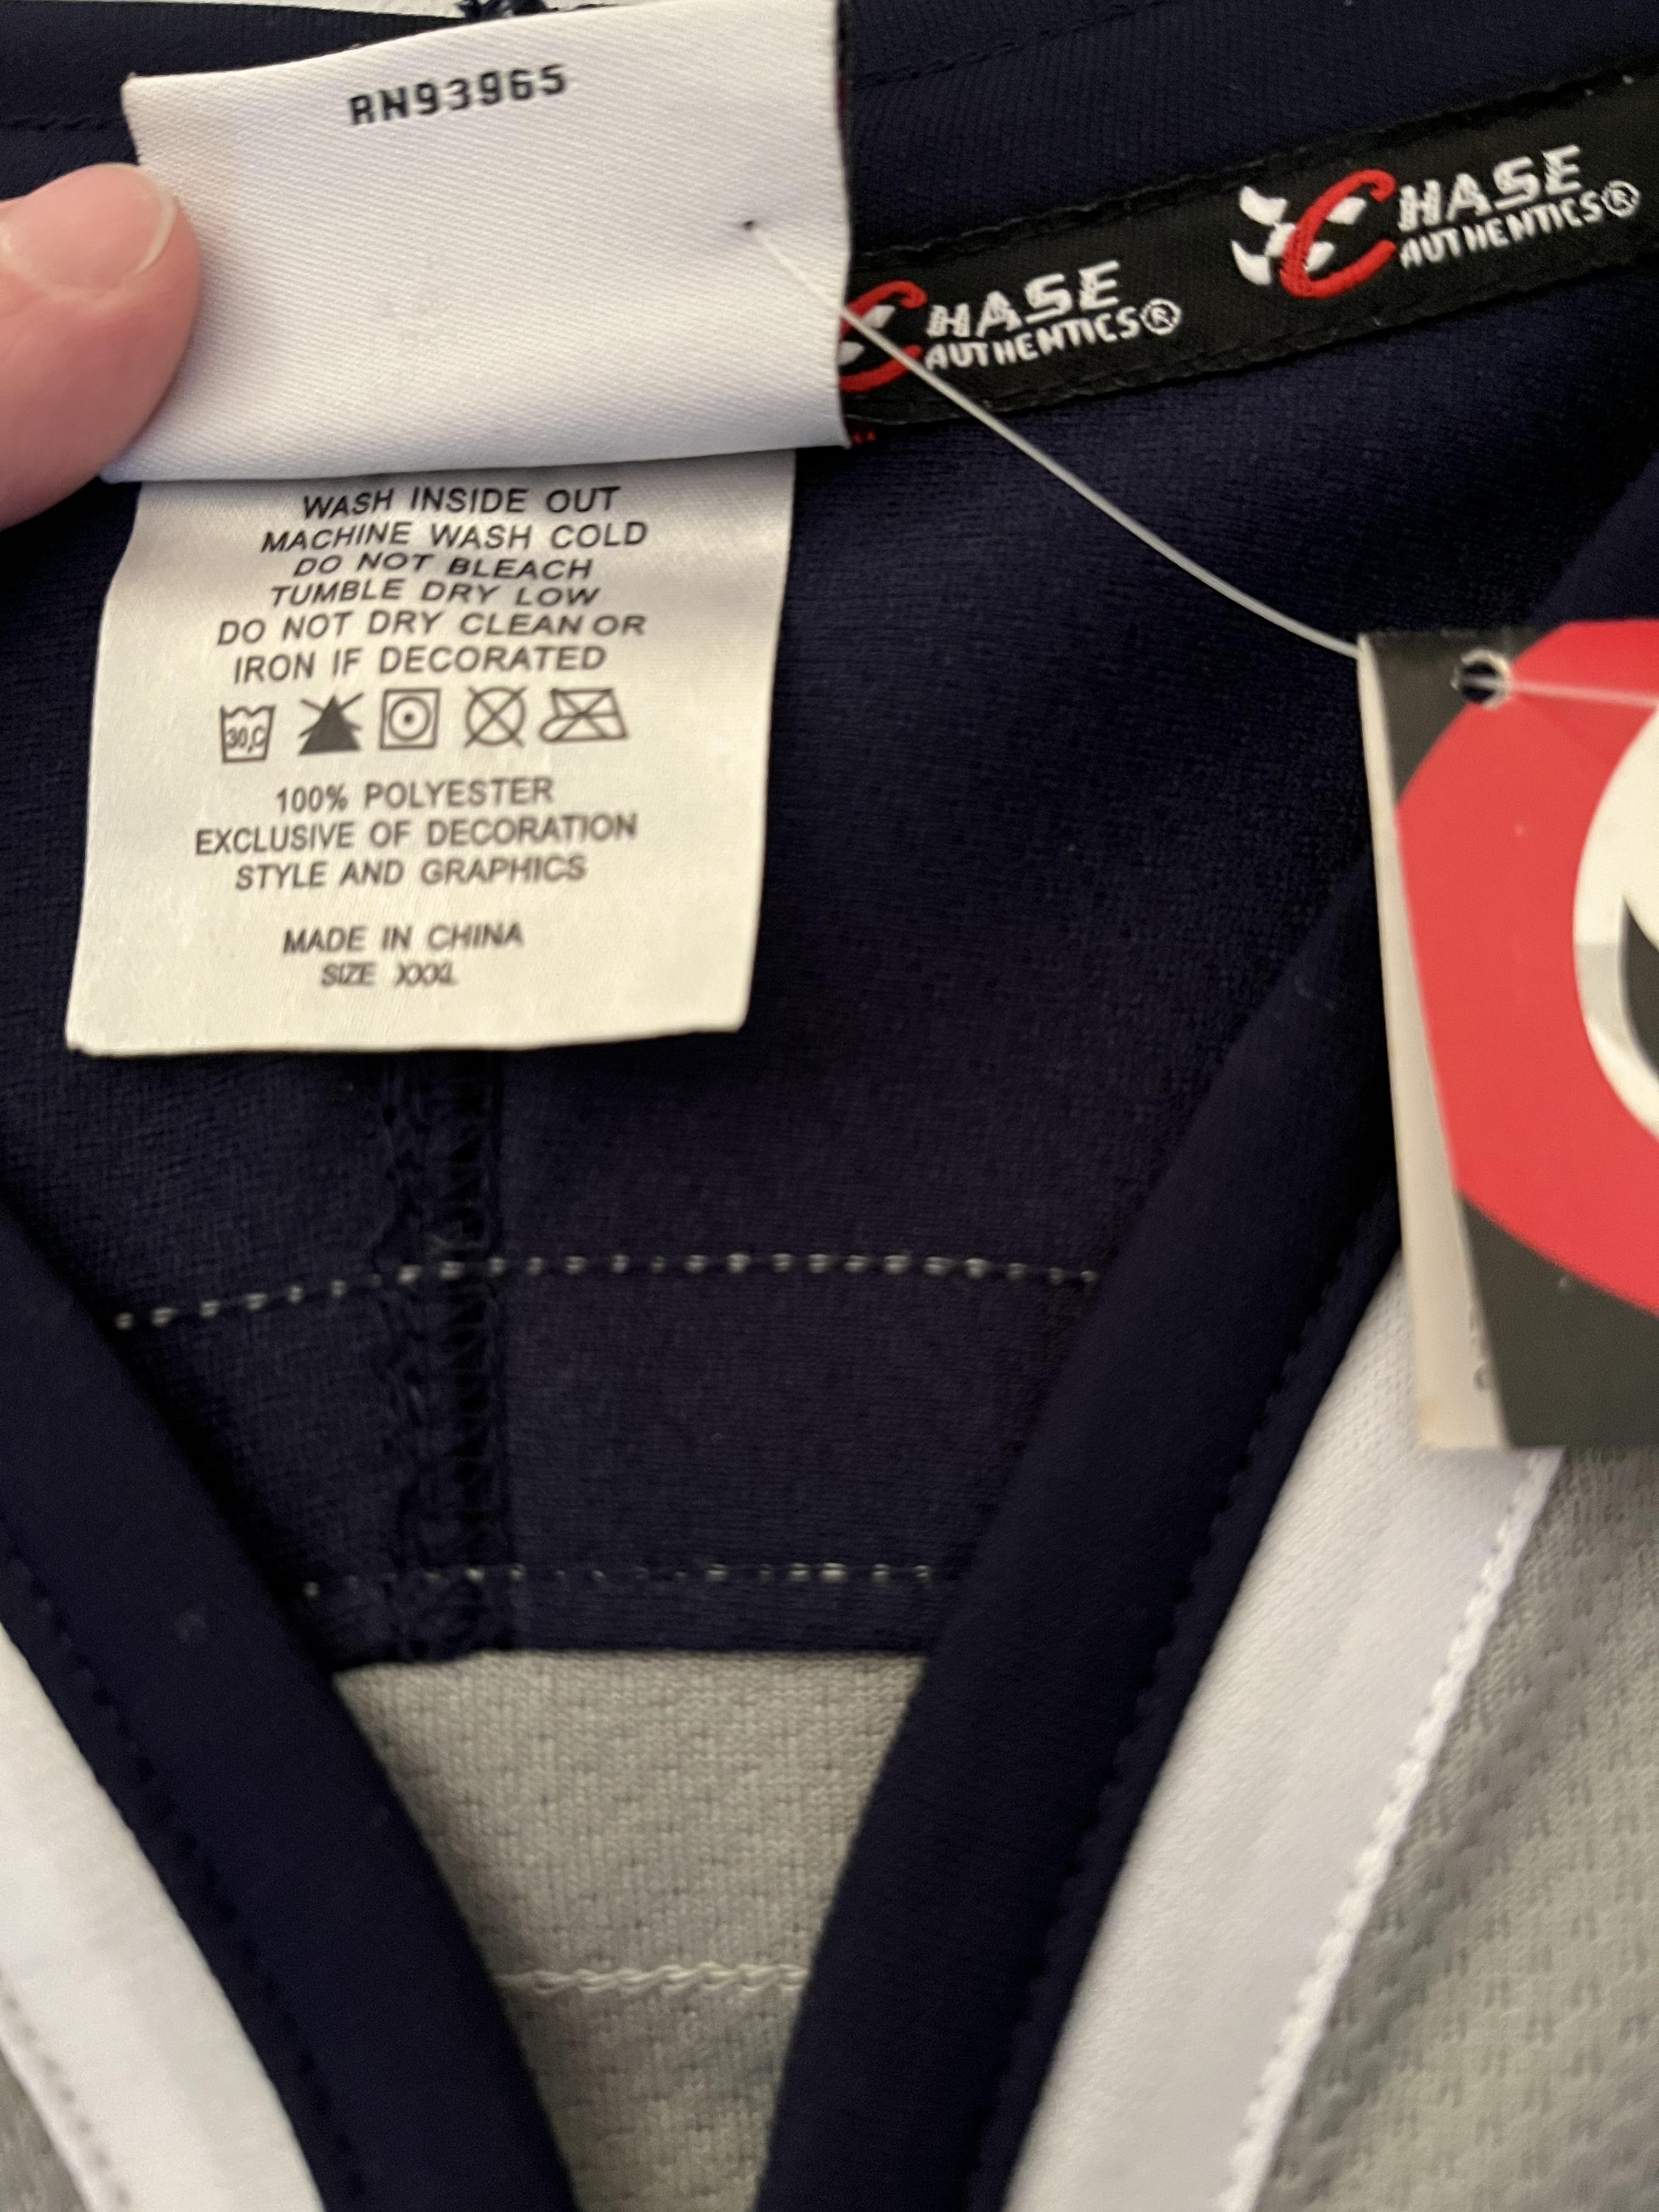 RN93965
CHASE
AUTHENTICS®
CHASE
AUTHENTICS®
WASH INSIDE OUT
MACHINE WASH COLD
DO NOT BLEACH
TUMBLE DRY LOW
DO NOT DRY CLEAN OR
IRON IF DECORATED
30,C
100% POLYESTER
EXCLUSIVE OF DECORATION
STYLE AND GRAPHICS
MADE IN CHINA
SIZE XXXL